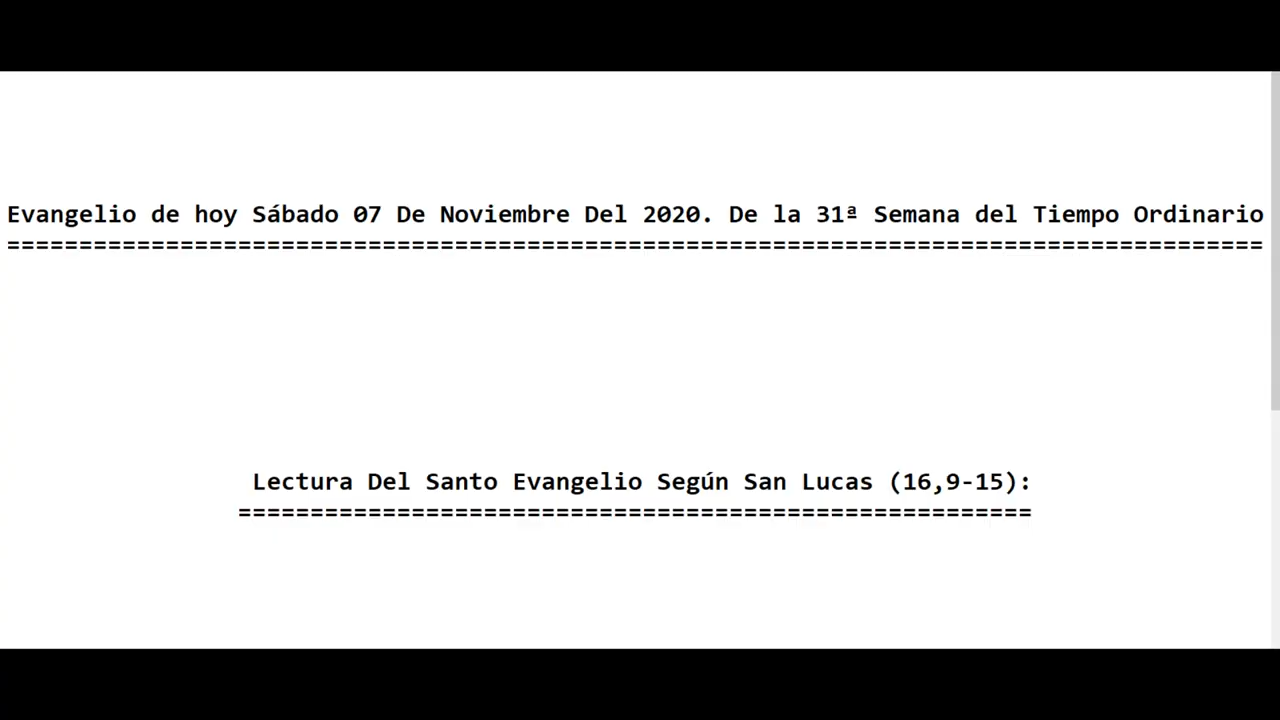 Evangelio de hoy Sábado 07 De Noviembre Del 2020. De la 31ª Semana del Tiempo Ordinario
=======================================================================================
Lectura Del Santo Evangelio Según San Lucas (16,9-15):
=======================================================